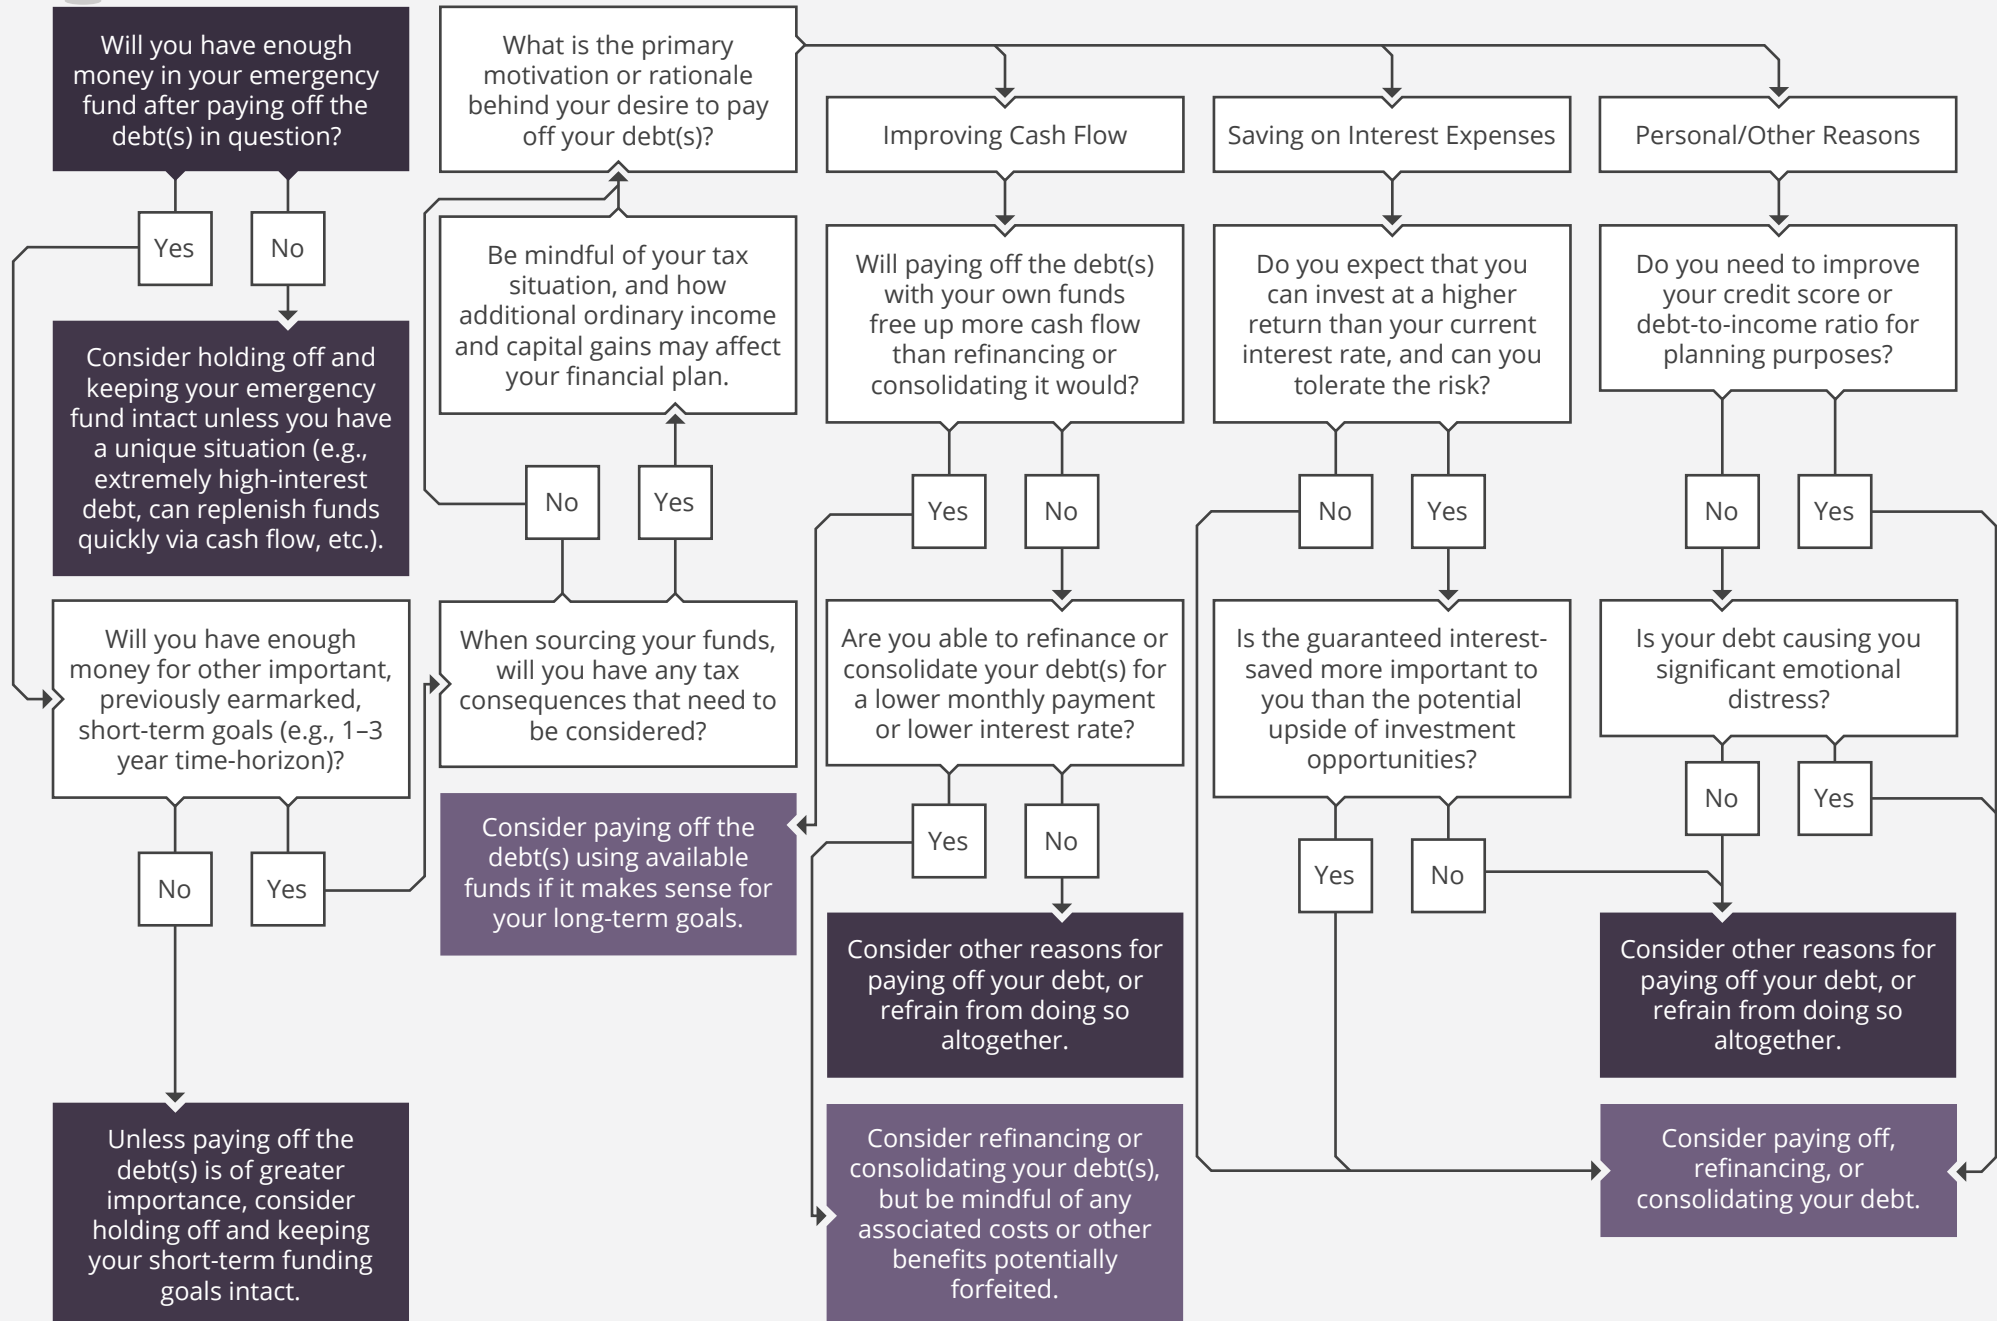 Will you have enough
money in your emergency
fund after paying off the
debt(s) in question?
Yes
No
Consider holding off and
keeping your emergency
fund intact unless you have
a unique situation (e.g.,
extremely high-interest
debt, can replenish funds
quickly via cash flow, etc.).
Will you have enough
money for other important,
previously earmarked,
short-term goals (e.g., 1–3
year time-horizon)?
No
Yes
Unless paying off the
debt(s) is of greater
importance, consider
holding off and keeping
your short-term funding
goals intact.
What is the primary
motivation or rationale
behind your desire to pay
off your debt(s)?
Be mindful of your tax
situation, and how
additional ordinary income
and capital gains may affect
your financial plan.
No
Yes
When sourcing your funds,
will you have any tax
consequences that need to
be considered?
Consider paying off the
debt(s) using available
funds if it makes sense for
your long-term goals.
Improving Cash Flow
Will paying off the debt(s)
with your own funds
free up more cash flow
than refinancing or
consolidating it would?
Yes
No
Are you able to refinance or
consolidate your debt(s) for
a lower monthly payment
or lower interest rate?
Yes
No
Consider other reasons for
paying off your debt, or
refrain from doing so
altogether.
Consider refinancing or
consolidating your debt(s),
but be mindful of any
associated costs or other
benefits potentially
forfeited.
Saving on Interest Expenses
Do you expect that you
can invest at a higher
return than your current
interest rate, and can you
tolerate the risk?
No
Yes
Is the guaranteed interest-
saved more important to
you than the potential
upside of investment
opportunities?
Yes
No
Personal/Other Reasons
Do you need to improve
your credit score or
debt-to-income ratio for
planning purposes?
No
Yes
Is your debt causing you
significant emotional
distress?
No
Yes
Consider other reasons for
paying off your debt, or
refrain from doing so
altogether.
Consider paying off,
refinancing, or
consolidating your debt.